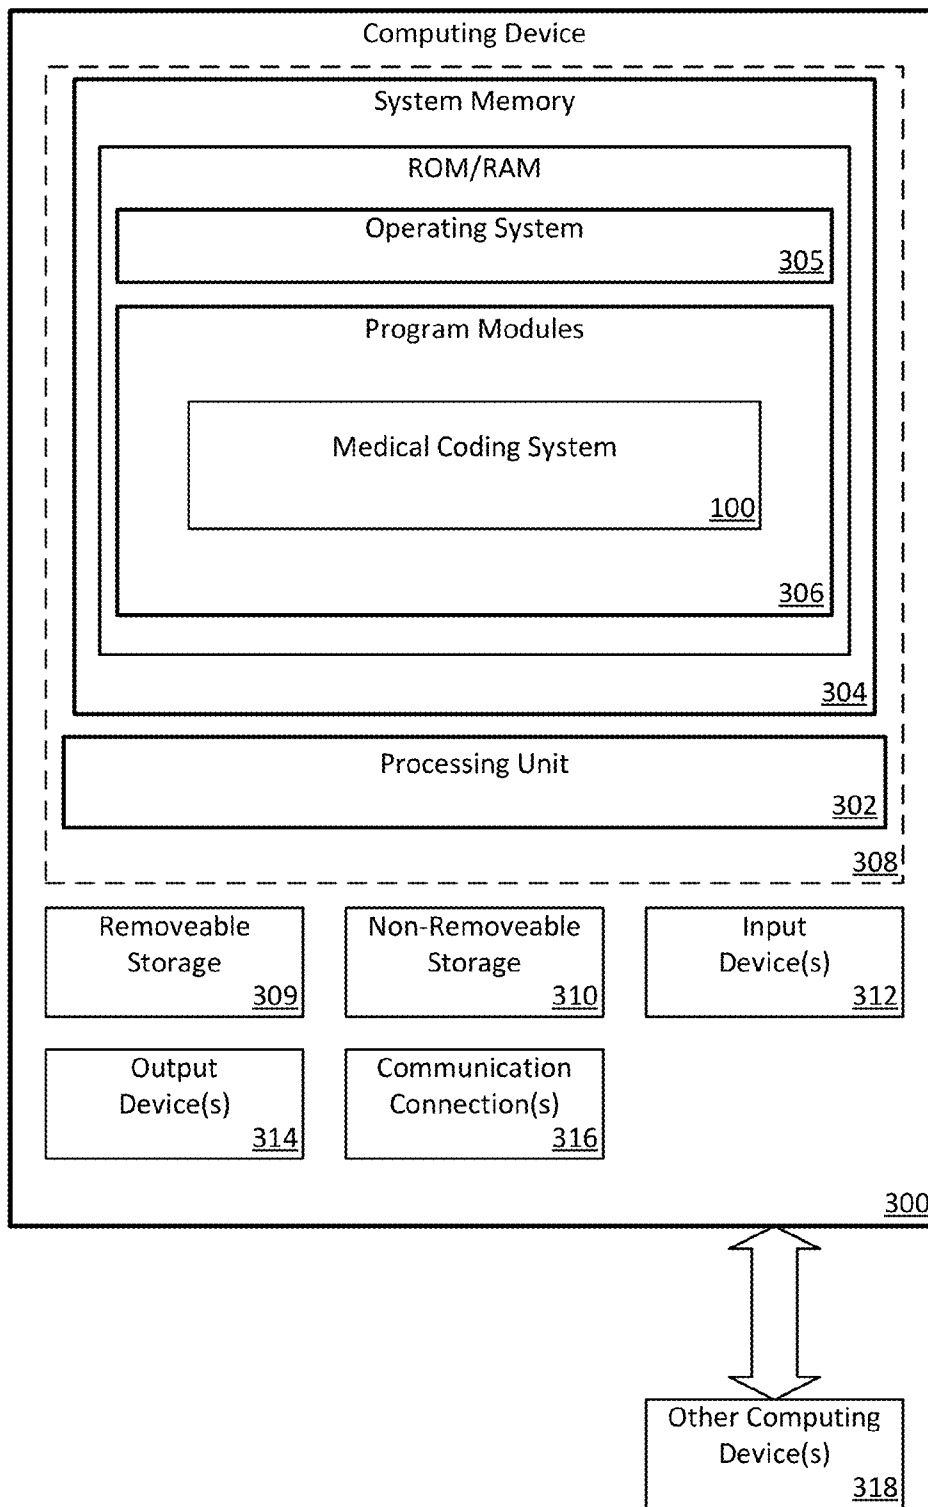 Computing Device
System Memory
ROM/RAM
Operating System
305
Program Modules
Medical Coding System
100
306
304
Processing Unit
302
308
Removeable
Storage
309
Non-Removeable
Storage
310
Input
Device(s)
312
Output
Device(s)
314
Communication
Connection(s)
316
300
Other Computing
Device(s)
318